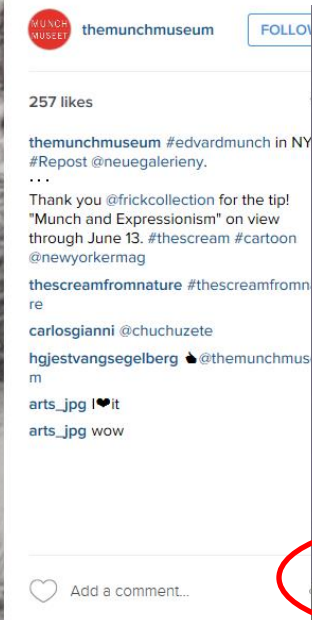 MUNCH
MUSEET
themunchmuseum
FOLLOW
257 likes
themunchmuseum #edvardmunch in NY
#Repost @neuegalerieny.
· · ·
Thank you @frickcollection for the tip!
"Munch and Expressionism" on view
through June 13. #thescream #cartoon
@newyorkermag
thescreamfromnature #thescreamfromn
re
carlosgianni @chuchuzete
hgjestvangsegelberg @themunchmus
m
arts_jpg I❤it
arts_jpg wow
Add a comment...